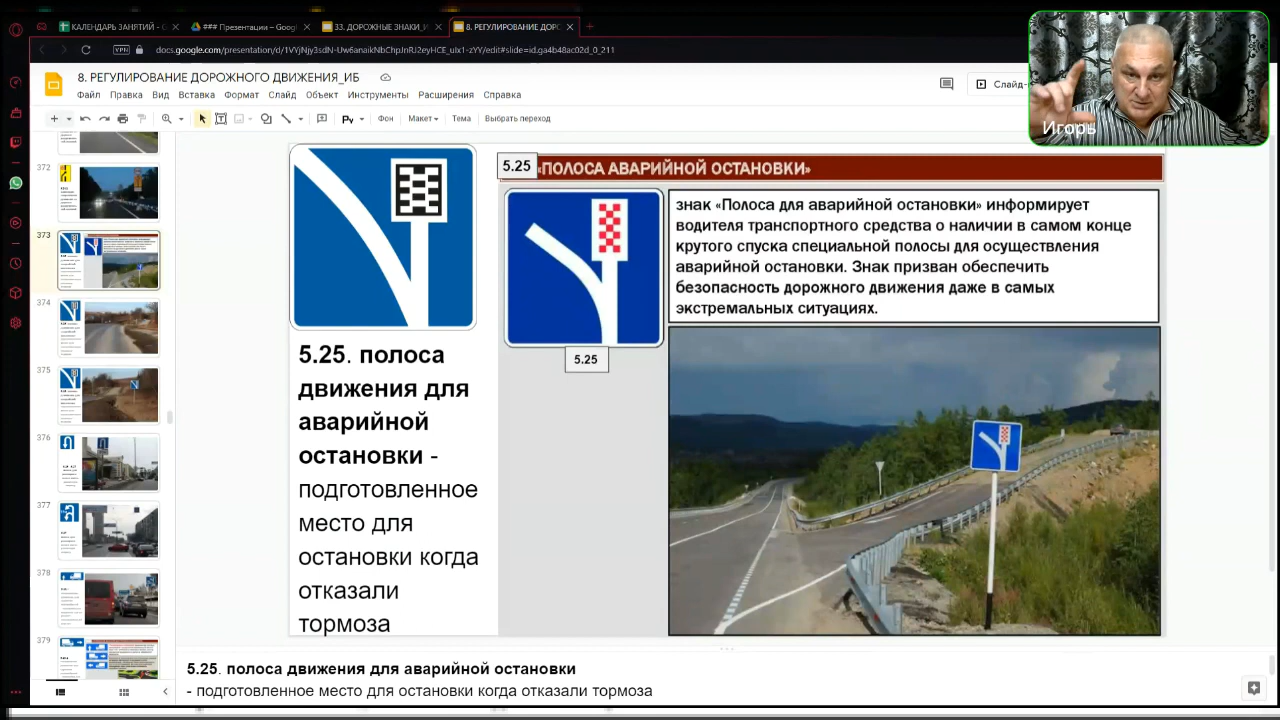 КАЛЕНДАРЬ ЗАНЯТИЙ - G
### Презентации – Google
33. ДОРОЖНЫЕ ЗНАКИ_И
8. РЕГУЛИРОВАНИЕ ДОРО
VPN
8. РЕГУЛИРОВАНИЕ ДОРОЖНОГО ДВИЖЕНИЯ_ИБ
Файл Правка Вид Вставка Формат Слайд Объект Инструменты Расширения Справка
Слайд-
Игорь
Фон Макет Тема Выбрать переход
372
373
374
375
376
377
378
379
5.25 «ПОЛОСА АВАРИЙНОЙ ОСТАНОВКИ»
знак «Полоса для аварийной остановки» информирует
водителя транспортного средства о наличии в самом конце
крутого спуска специальной полосы для осуществления
аварийной остановки. Знак призван обеспечить
безопасность дорожного движения даже в самых
экстремальных ситуациях.
5.25
5.25. полоса
движения для
аварийной
остановки -
подготовленное
место для
остановки когда
отказали
тормоза
5.25. полоса движения для аварийной остановки
- подготовленное место для остановки когда отказали тормоза